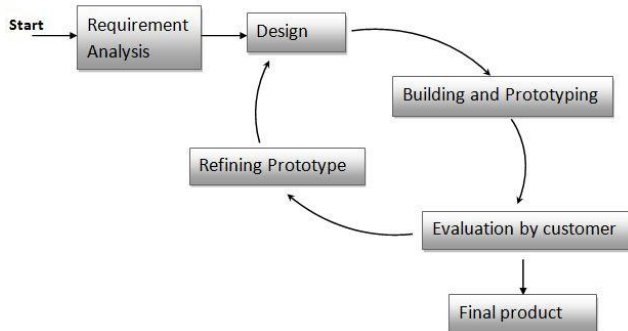 Start
Requirement
Analysis
Design
Building and Prototyping
Refining Prototype
Evaluation by customer
Final product